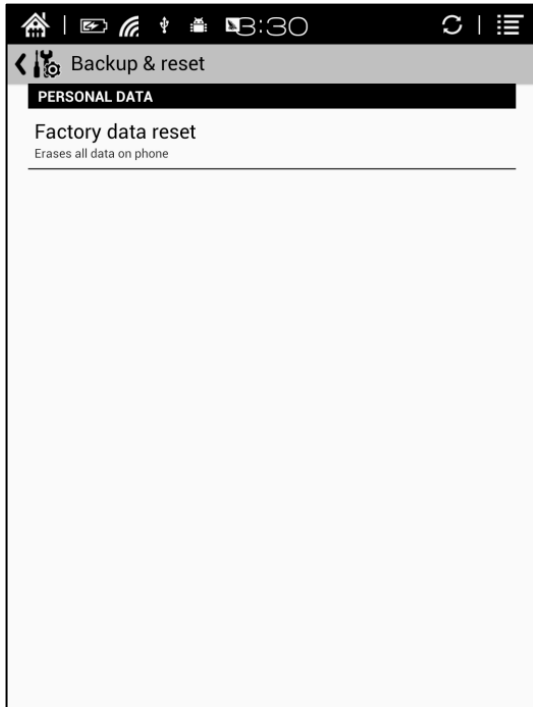 3:30
Backup & reset
PERSONAL DATA
Factory data reset
Erases all data on phone